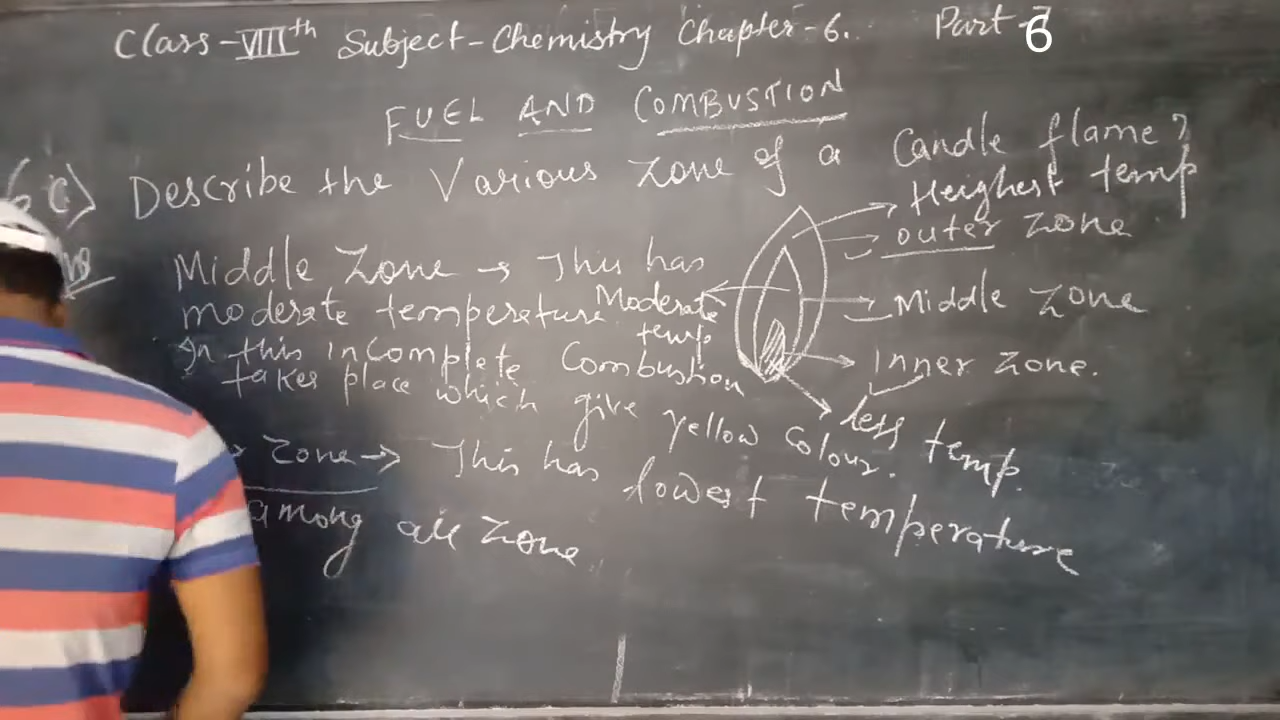 Class-VIIIth Subject-Chemistry Chapter-6. Part-6
FUEL AND COMBUSTION
6 c) Describe the Various zone of a Candle flame?
Ans
Middle Zone → This has
moderate temperature
In this incomplete Combustion
takes place which give yellow colour.
Zone → This has lowest temperature
among all zone.
Heighest temp
outer zone
Middle zone
Moderate
temp
Inner zone.
less temp.